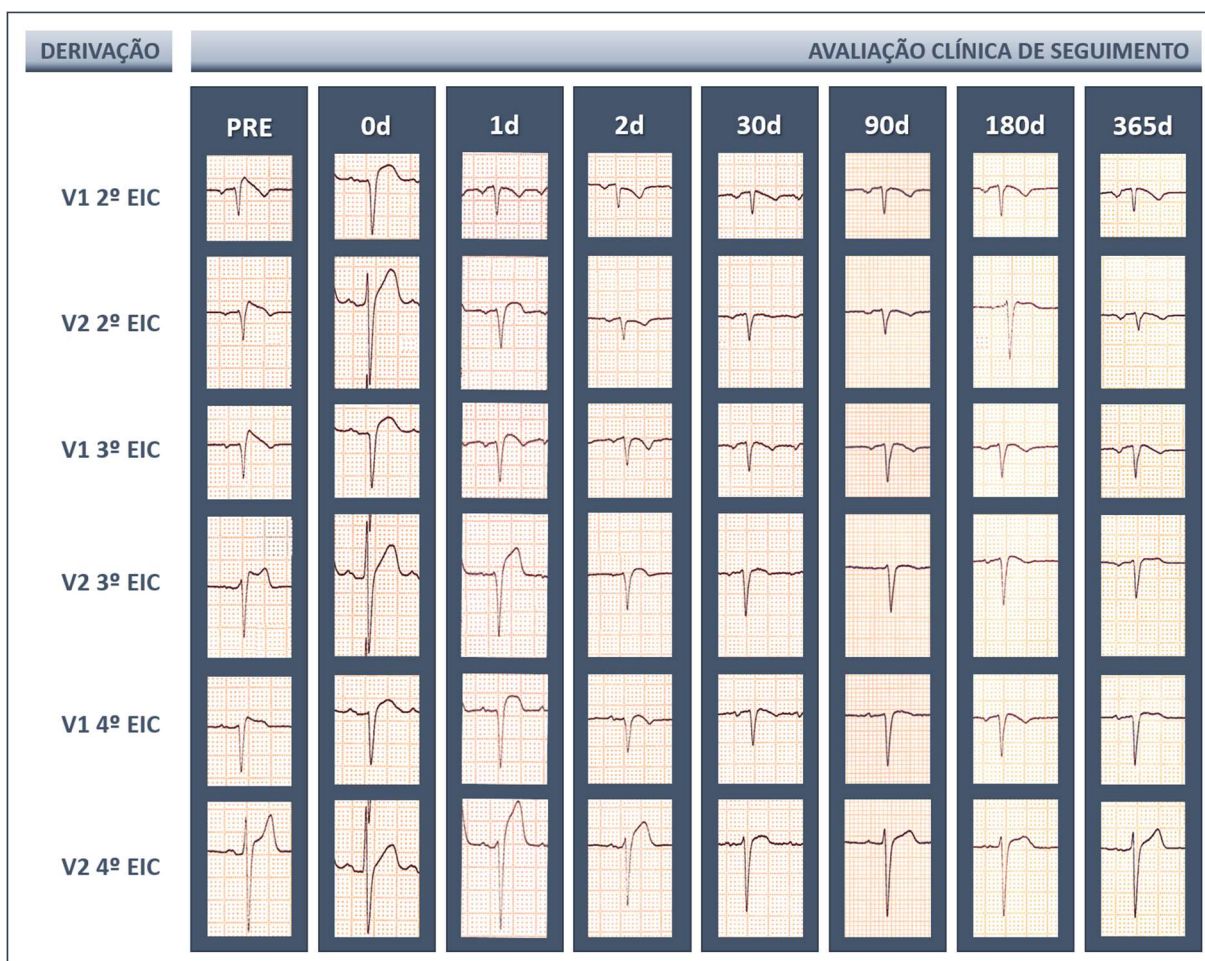 DERIVAÇÃO
AVALIAÇÃO CLÍNICA DE SEGUIMENTO
PRE 0d 1d 2d 30d 90d 180d 365d
V1 2º EIC
V2 2º EIC
V1 3º EIC
V2 3º EIC
V1 4º EIC
V2 4º EIC